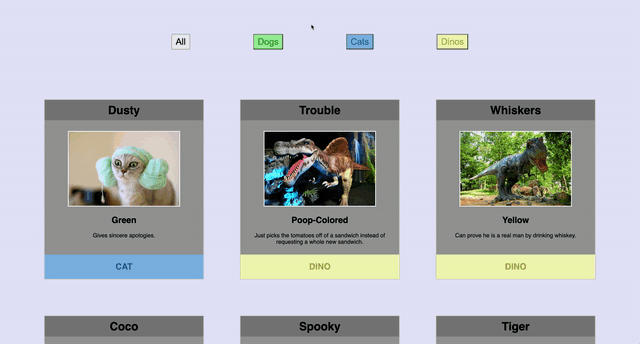 All
Dogs
Cats
Dinos
Dusty
Trouble
Whiskers
Green
Poop-Colored
Yellow
Gives sincere apologies.
Just picks the tomatoes off of a sandwich instead of
requesting a whole new sandwich.
Can prove he is a real man by drinking whiskey.
CAT
DINO
DINO
Coco
Spooky
Tiger